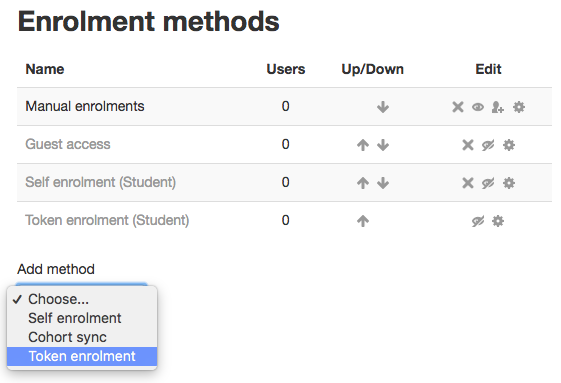 Enrolment methods
Name Users Up/Down Edit
Manual enrolments 0
Guest access 0
Self enrolment (Student) 0
Token enrolment (Student) 0
Add method
Choose...
Self enrolment
Cohort sync
Token enrolment